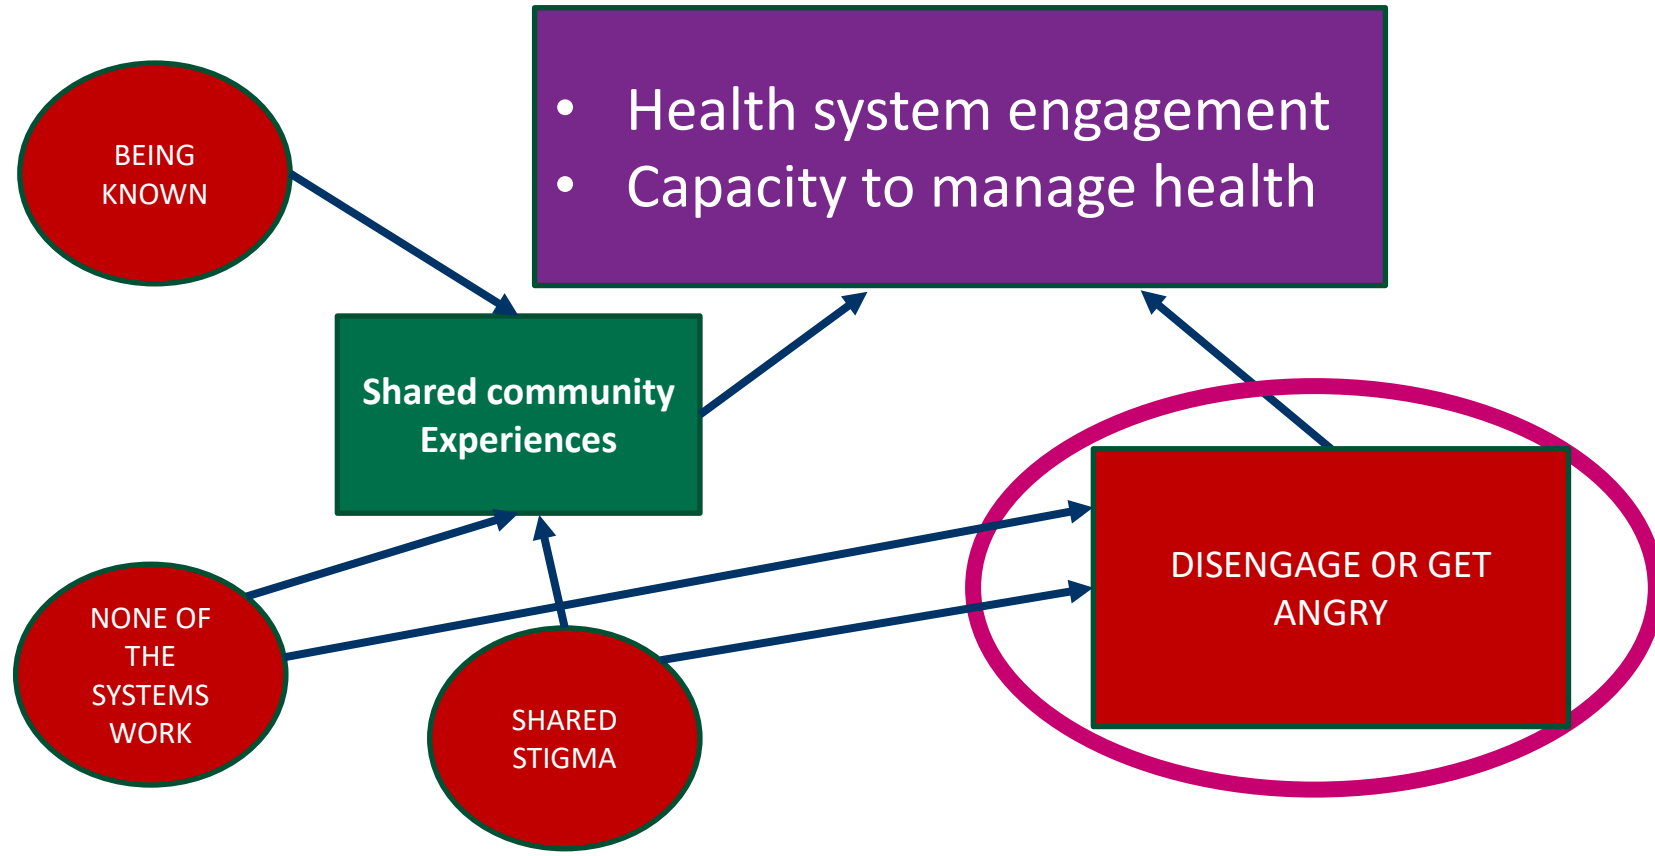 • Health system engagement
• Capacity to manage health
BEING
KNOWN
Shared community
Experiences
DISENGAGE OR GET
ANGRY
NONE OF
THE
SYSTEMS
WORK
SHARED
STIGMA